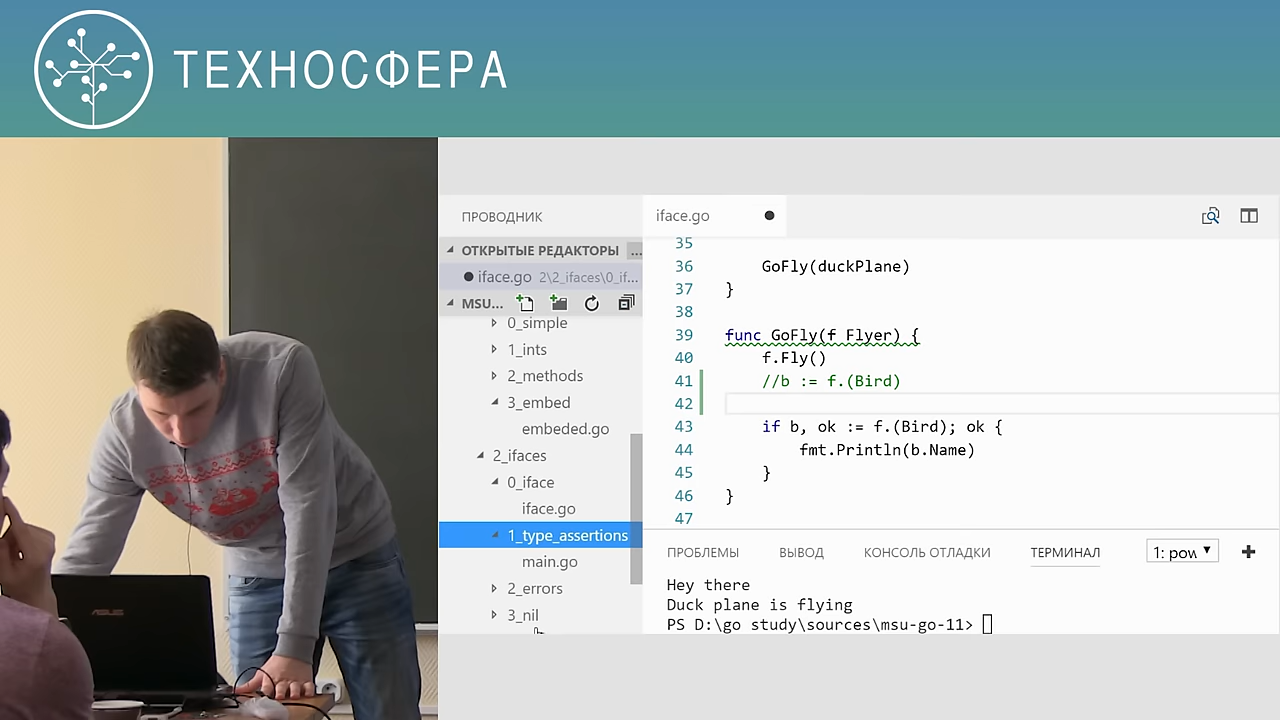 ТЕХНОСФЕРА
ПРОВОДНИК
ОТКРЫТЫЕ РЕДАКТОРЫ ...
iface.go 2\2_ifaces\0_if...
MSU...
0_simple
1_ints
2_methods
3_embed
embeded.go
2_ifaces
0_iface
iface.go
1_type_assertions
main.go
2_errors
3_nil
iface.go
35
36 GoFly(duckPlane)
37 }
38
39 func GoFly(f Flyer) {
40 f.Fly()
41 //b := f.(Bird)
42
43 if b, ok := f.(Bird); ok {
44 fmt.Println(b.Name)
45 }
46 }
47
ПРОБЛЕМЫ ВЫВОД КОНСОЛЬ ОТЛАДКИ ТЕРМИНАЛ 1: pow
Hey there
Duck plane is flying
PS D:\go study\sources\msu-go-11>
ASUS